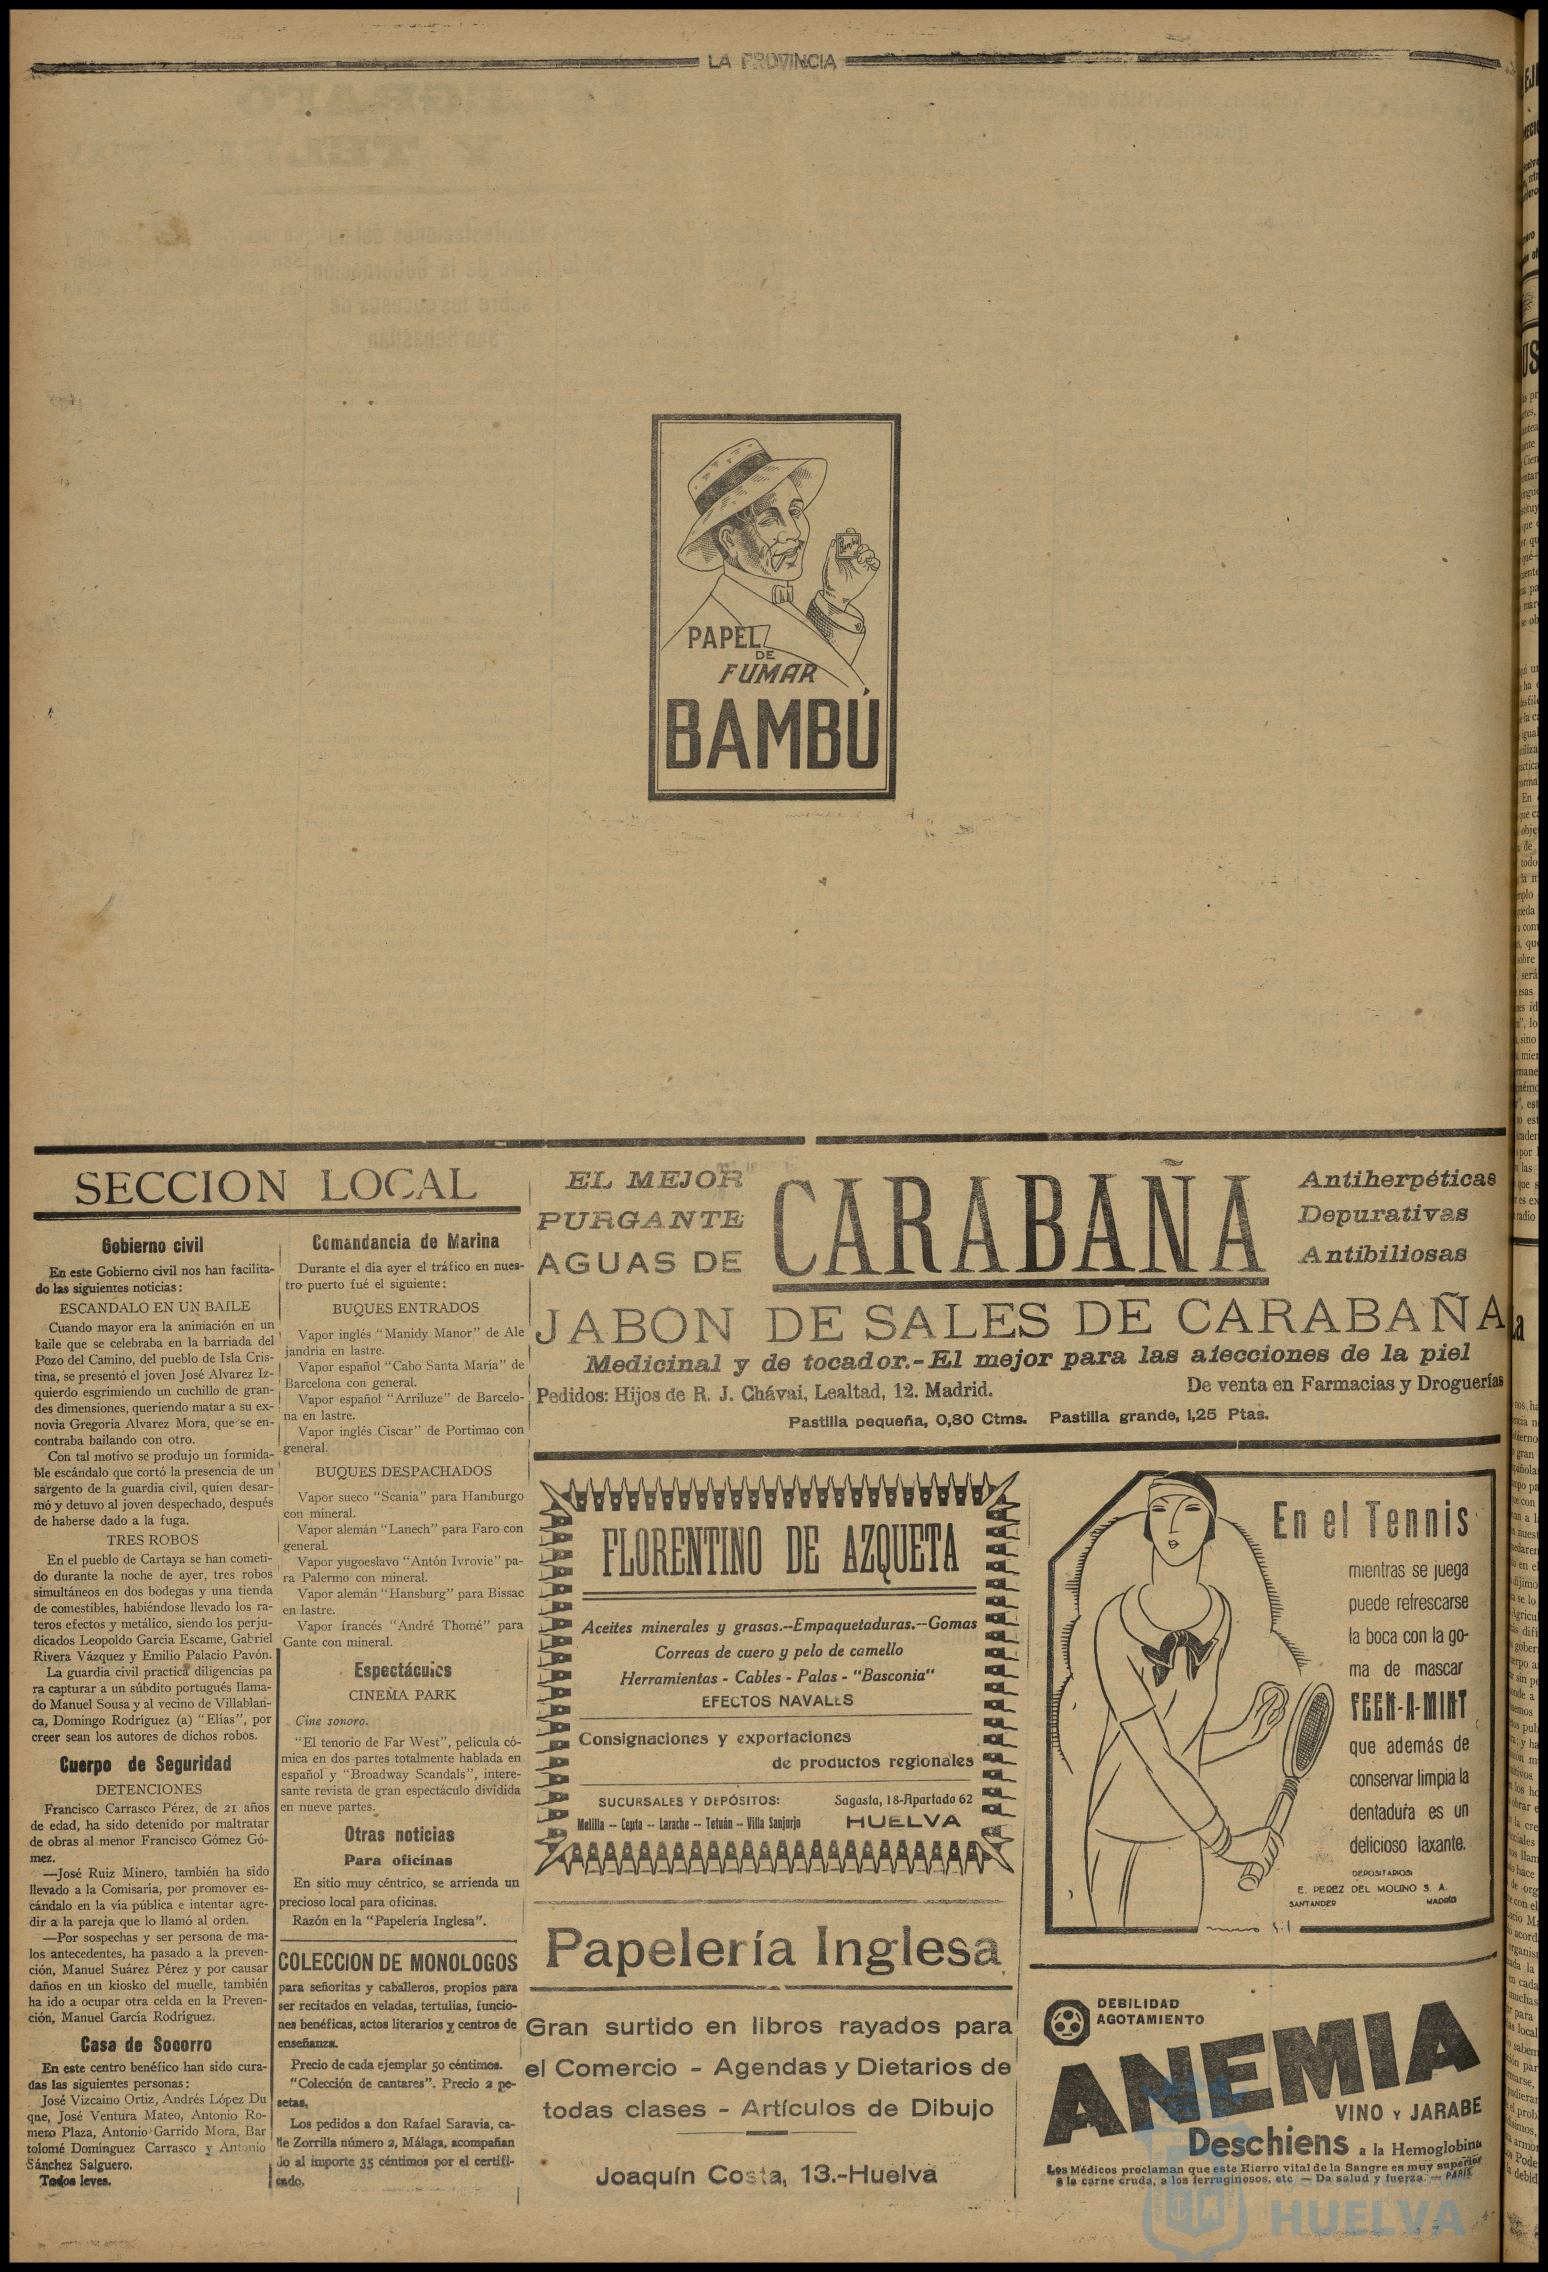 LA PROVINCIA
Bambú
PAPEL
DE
FUMAR
BAMBÚ
SECCION LOCAL
Gobierno civil
En este Gobierno civil nos han facilita-
do las siguientes noticias:
ESCANDALO EN UN BAILE
Cuando mayor era la animación en un
baile que se celebraba en la barriada del
Pozo del Camino, del pueblo de Isla Cris-
tina, se presentó el joven José Alvarez Iz-
quierdo esgrimiendo un cuchillo de gran-
des dimensiones, queriendo matar a su ex-
novia Gregoria Alvarez Mora, que se en-
contraba bailando con otro.
Con tal motivo se produjo un formida-
ble escándalo que cortó la presencia de un
sargento de la guardia civil, quien desar-
mó y detuvo al joven despechado, después
de haberse dado a la fuga.
TRES ROBOS
En el pueblo de Cartaya se han cometi-
do durante la noche de ayer, tres robos
simultáneos en dos bodegas y una tienda
de comestibles, habiéndose llevado los ra-
teros efectos y metálico, siendo los perju-
dicados Leopoldo García Escame, Gabriel
Rivera Vázquez y Emilio Palacio Pavón.
La guardia civil practica diligencias pa
ra capturar a un súbdito portugués llama-
do Manuel Sousa y al vecino de Villablan-
ca, Domingo Rodríguez (a) "Elías", por
creer sean los autores de dichos robos.
Cuerpo de Seguridad
DETENCIONES
Francisco Carrasco Pérez, de 21 años
de edad, ha sido detenido por maltratar
de obras al menor Francisco Gómez Gó-
mez.
—José Ruiz Minero, también ha sido
llevado a la Comisaría, por promover es-
cándalo en la vía pública e intentar agre-
dir a la pareja que lo llamó al orden.
—Por sospechas y ser persona de ma-
los antecedentes, ha pasado a la preven-
ción, Manuel Suárez Pérez y por causar
daños en un kiosko del muelle, también
ha ido a ocupar otra celda en la Preven-
ción, Manuel García Rodríguez.
Casa de Socorro
En este centro benéfico han sido cura-
das las siguientes personas:
José Vizcaino Ortiz, Andrés López Du
que, José Ventura Mateo, Antonio Ro-
mero Plaza, Antonio Garrido Mora, Bar
tolomé Domínguez Carrasco y Antonio
Sánchez Salguero.
Todos leves.
Comandancia de Marina
Durante el día ayer el tráfico en nues-
tro puerto fué el siguiente:
BUQUES ENTRADOS
Vapor inglés "Manidy Manor" de Ale
jandria en lastre.
Vapor español "Cabo Santa María" de
Barcelona con general.
Vapor español "Arriluze" de Barcelo-
na en lastre.
Vapor inglés Ciscar" de Portimao con
general.
BUQUES DESPACHADOS
Vapor sueco "Scania" para Hamburgo
con mineral.
Vapor alemán "Lanech" para Faro con
general.
Vapor yugoeslavo "Antón Ivrovie" pa-
ra Palermo con mineral.
Vapor alemán "Hansburg" para Bissac
en lastre.
Vapor francés "André Thomé" para
Gante con mineral.
Espectáculos
CINEMA PARK
Cine sonoro.
"El tenorio de Far West", película có-
mica en dos partes totalmente hablada en
español y "Broadway Scandals", intere-
sante revista de gran espectáculo dividida
en nueve partes.
Otras noticias
Para oficinas
En sitio muy céntrico, se arrienda un
precioso local para oficinas.
Razón en la "Papelería Inglesa".
COLECCION DE MONOLOGOS
para señoritas y caballeros, propios para
ser recitados en veladas, tertulias, funcio-
nes benéficas, actos literarios y centros de
enseñanza.
Precio de cada ejemplar 50 céntimos.
"Colección de cantares". Precio 2 pe-
setas.
Los pedidos a don Rafael Saravia, ca-
lle Zorrilla número 2, Málaga, acompañan
do al importe 35 céntimos por el certifi-
cado.
EL MEJOR
PURGANTE
AGUAS DE
CARABAÑA
Antiherpéticas
Depurativas
Antibiliosas
JABON DE SALES DE CARABAÑA
Medicinal y de tocador.-El mejor para las afecciones de la piel
Pedidos: Hijos de R. J. Chávai, Lealtad, 12. Madrid.
De venta en Farmacias y Droguerías
Pastilla pequeña, 0,80 Ctms. Pastilla grande, 1,25 Ptas.
FLORENTINO DE AZQUETA
Aceites minerales y grasas.--Empaquetaduras.--Gomas
Correas de cuero y pelo de camello
Herramientas - Cables - Palas - "Basconia"
EFECTOS NAVALES
Consignaciones y exportaciones
de productos regionales
SUCURSALES Y DEPÓSITOS:
Melilla -- Ceuta -- Larache -- Tetuán -- Villa Sanjurjo
Sagasta, 18-Apartado 62
HUELVA
Papelería Inglesa
Gran surtido en libros rayados para
el Comercio - Agendas y Dietarios de
todas clases - Artículos de Dibujo
Joaquín Costa, 13.-Huelva
En el Tennis
mientras se juega
puede refrescarse
la boca con la go-
ma de mascar
FEEN-A-MINT
que además de
conservar limpia la
dentadura es un
delicioso laxante.
DEPOSITARIOS:
E. PEREZ DEL MOLINO S. A.
SANTANDER MADRID
DEBILIDAD
AGOTAMIENTO
ANEMIA
VINO Y JARABE
Deschiens a la Hemoglobina
Los Médicos proclaman que este Hierro vital de la Sangre es muy superior
a la carne cruda, a los ferruginosos, etc — Da salud y fuerza. — PARIS
HUELVA